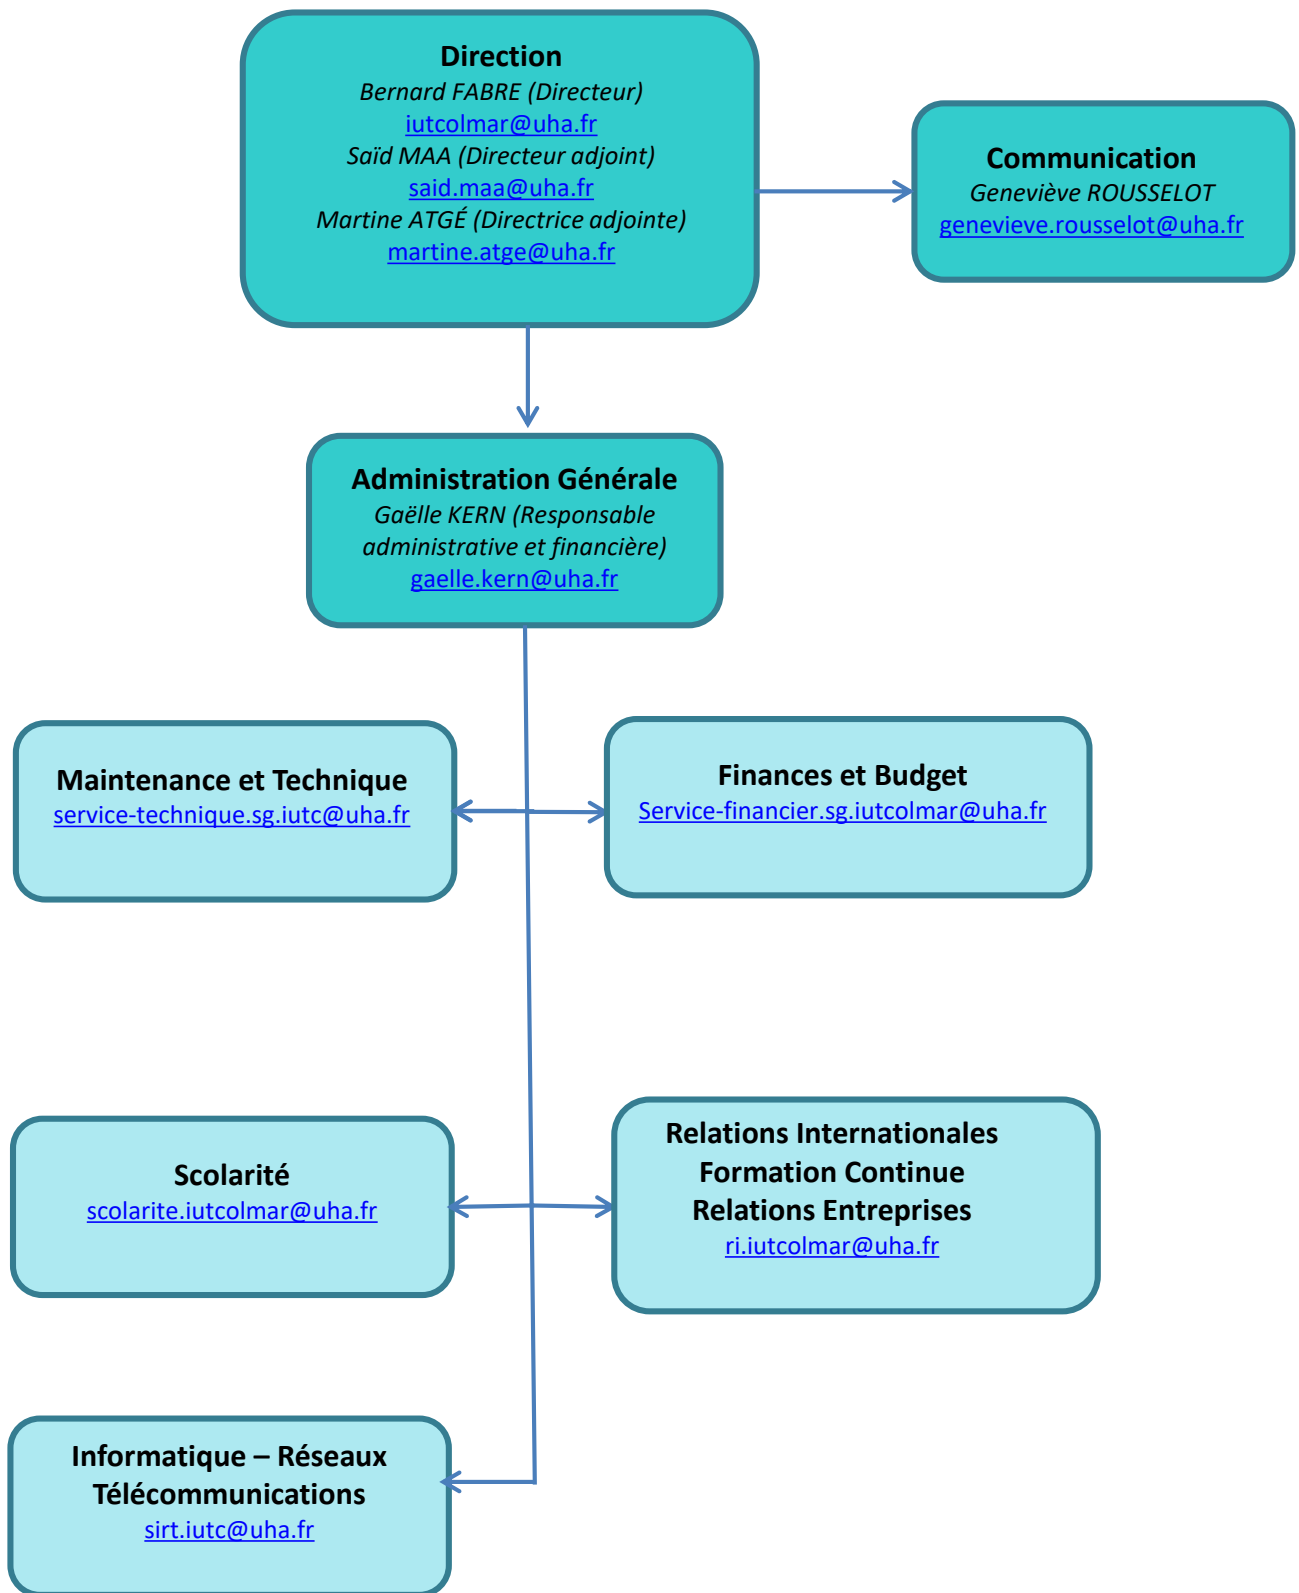 Direction
Bernard FABRE (Directeur)
iutcolmar@uha.fr
Saïd MAA (Directeur adjoint)
said.maa@uha.fr
Martine ATGÉ (Directrice adjointe)
martine.atge@uha.fr
Communication
Geneviève ROUSSELOT
genevieve.rousselot@uha.fr
Administration Générale
Gaëlle KERN (Responsable
administrative et financière)
gaelle.kern@uha.fr
Maintenance et Technique
service-technique.sg.iutc@uha.fr
Finances et Budget
Service-financier.sg.iutcolmar@uha.fr
Scolarité
scolarite.iutcolmar@uha.fr
Relations Internationales
Formation Continue
Relations Entreprises
ri.iutcolmar@uha.fr
Informatique – Réseaux
Télécommunications
sirt.iutc@uha.fr